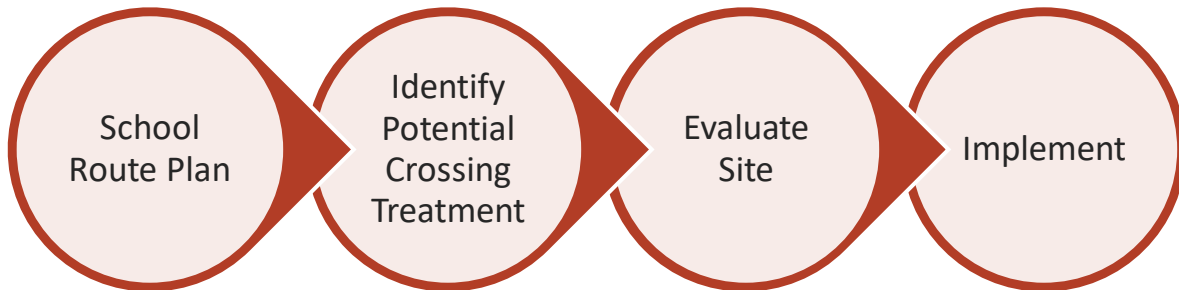 School
Route Plan
Identify
Potential
Crossing
Treatment
Evaluate
Site
Implement